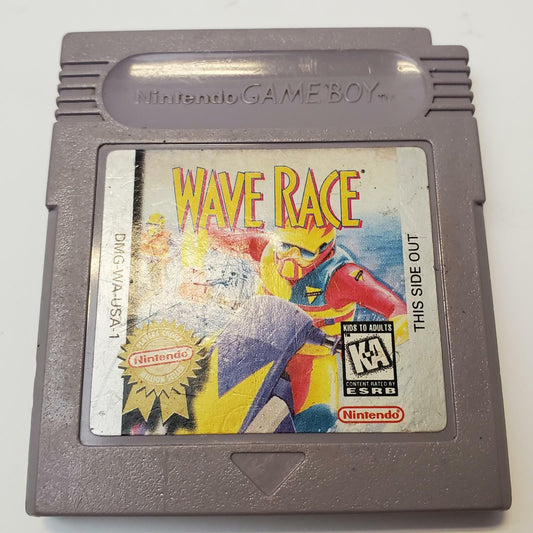 Nintendo GAME BOY TM
WAVE RACE®
DMG-WA-USA-1
THIS SIDE OUT
Nintendo
KIDS TO ADULTS
K-A
CONTENT RATED BY
ESRB
Nintendo